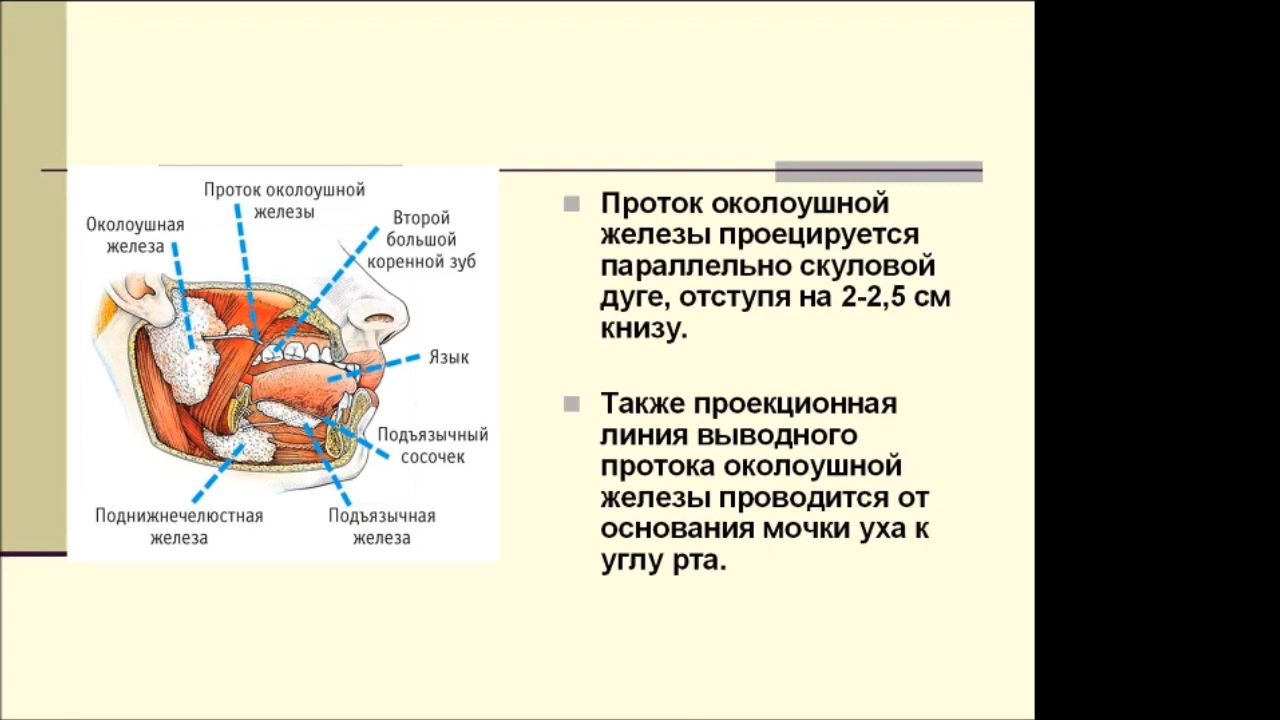 Проток околоушной
железы
Околоушная
железа
Второй
большой
коренной зуб
Язык
Подъязычный
сосочек
Поднижнечелюстная
железа
Подъязычная
железа
Проток околоушной
железы проецируется
параллельно скуловой
дуге, отступя на 2-2,5 см
книзу.
Также проекционная
линия выводного
протока околоушной
железы проводится от
основания мочки уха к
углу рта.